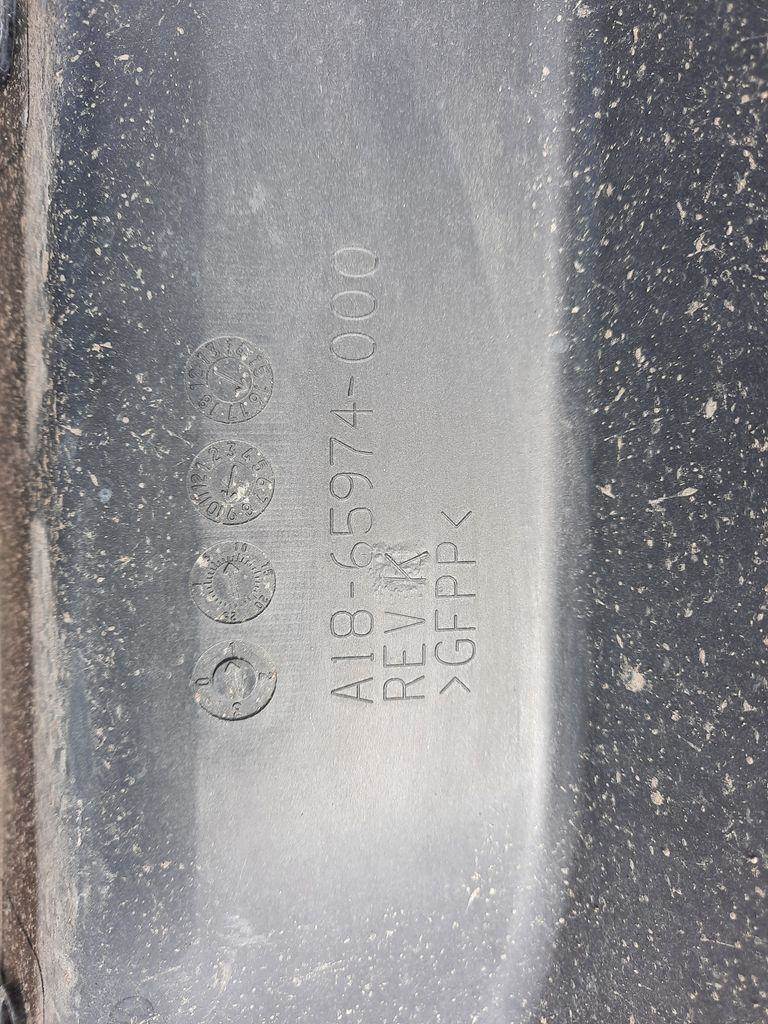 A18-65974-000
REV K
>GFPP<